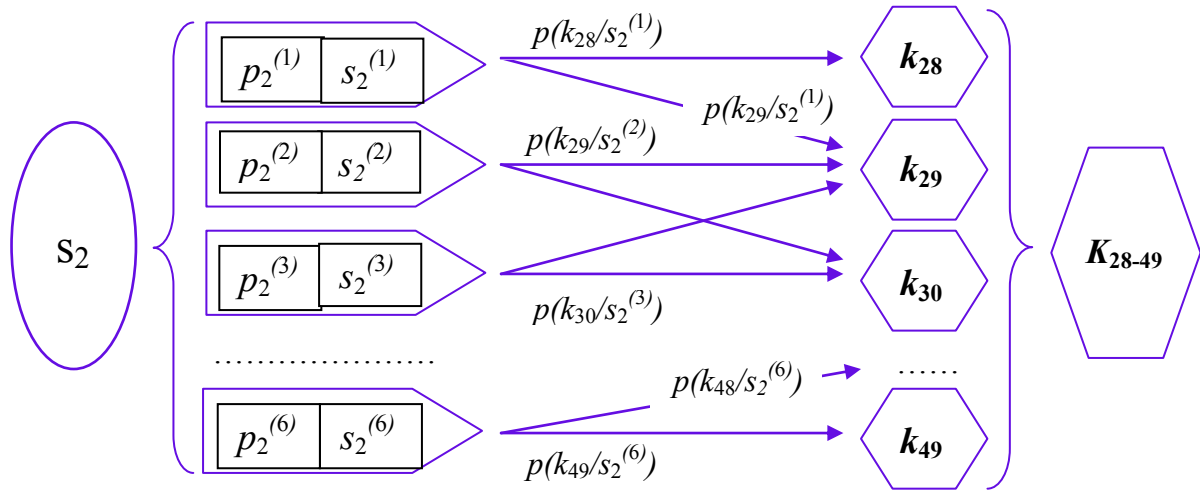 p(k₂₈/s₂⁽¹⁾)
p₂⁽¹⁾ s₂⁽¹⁾ k₂₈
p(k₂₉/s₂⁽¹⁾)
p(k₂₉/s₂⁽²⁾)
p₂⁽²⁾ s₂⁽²⁾ k₂₉
s₂
K₂₈₋₄₉
p₂⁽³⁾ s₂⁽³⁾ k₃₀
p(k₃₀/s₂⁽³⁾)
.................................... ......
p(k₄₈/s₂⁽⁶⁾)
p₂⁽⁶⁾ s₂⁽⁶⁾ k₄₉
p(k₄₉/s₂⁽⁶⁾)